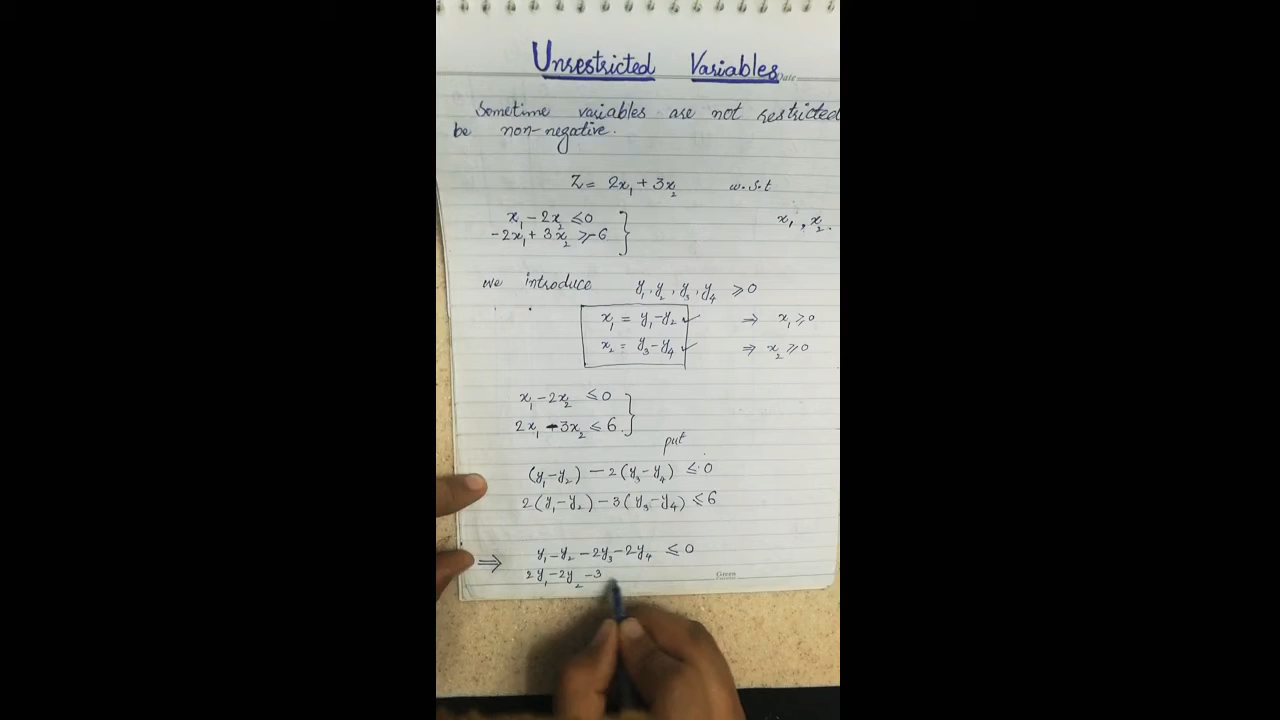 Unrestricted Variables
Date
Sometime variables are not restricted
be non-negative.
Z = 2x₁ + 3x₂ w.s.t
x₁ - 2x₂ ≤ 0 x₁, x₂.
-2x₁ + 3x₂ ≥ -6
we introduce y₁, y₂, y₃, y₄ ≥ 0
x₁ = y₁ - y₂ ✓ ⇒ x₁ ≥ 0
x₂ = y₃ - y₄ ✓ ⇒ x₂ ≥ 0
x₁ - 2x₂ ≤ 0
2x₁ - 3x₂ ≤ 6.
put
(y₁ - y₂) - 2(y₃ - y₄) ≤ 0
2(y₁ - y₂) - 3(y₃ - y₄) ≤ 6
⇒ y₁ - y₂ - 2y₃ - 2y₄ ≤ 0
2y₁ - 2y₂ - 3
Green